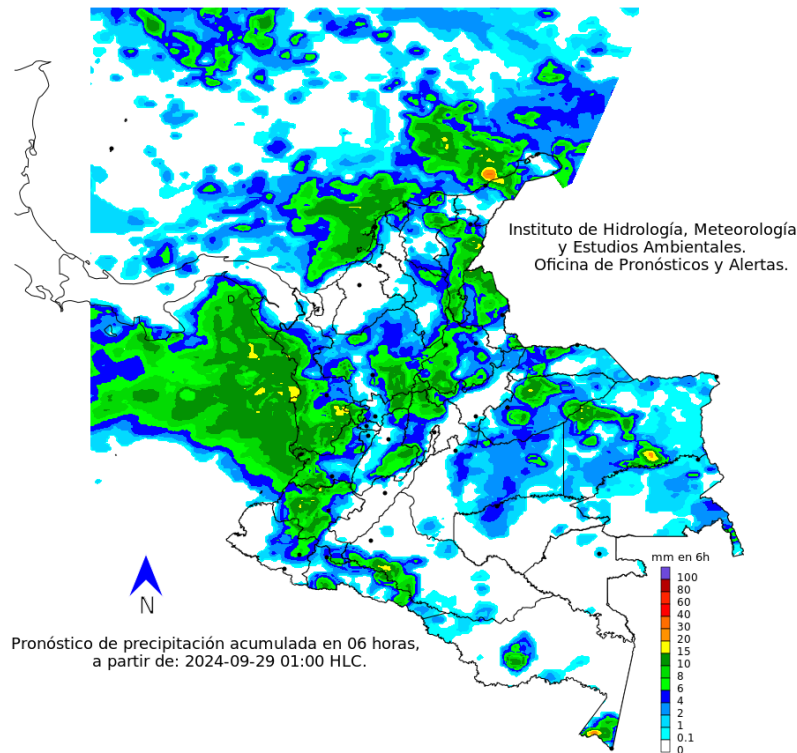 Instituto de Hidrología, Meteorología
y Estudios Ambientales.
Oficina de Pronósticos y Alertas.
N
Pronóstico de precipitación acumulada en 06 horas,
a partir de: 2024-09-29 01:00 HLC.
mm en 6h
100
80
60
40
30
20
15
10
8
6
4
2
1
0.1
0